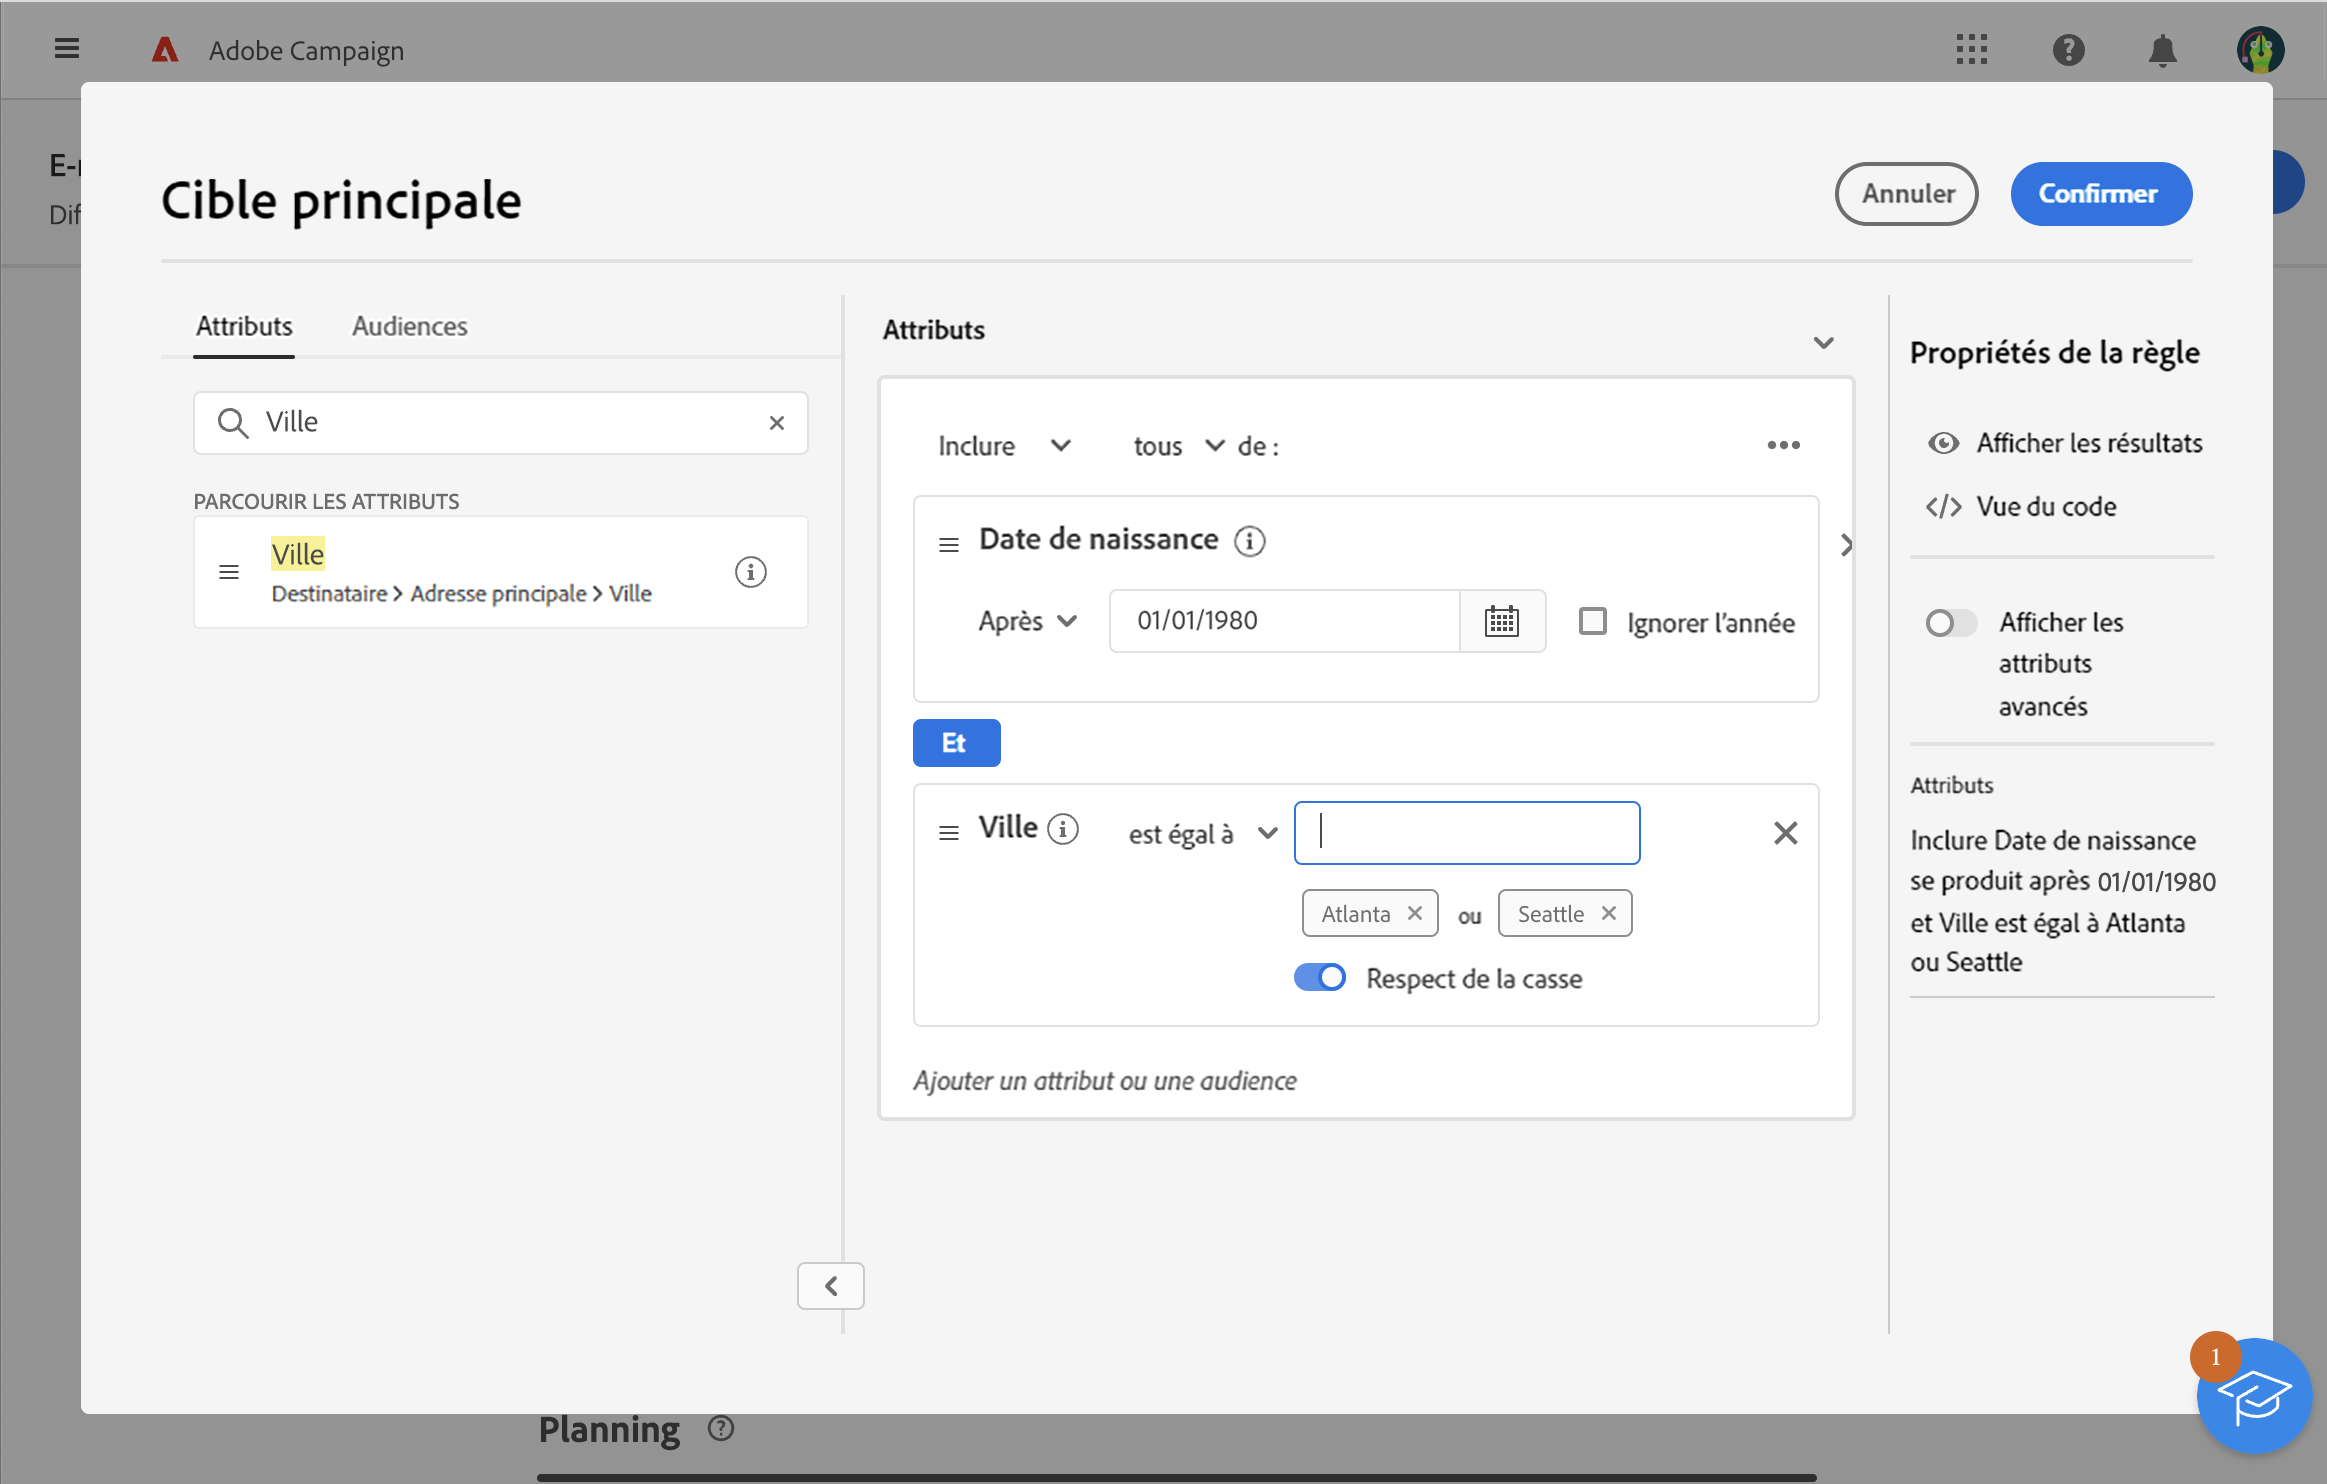 Adobe Campaign
E-
Dif
Cible principale
Annuler
Confirmer
Attributs
Audiences
Ville
PARCOURIR LES ATTRIBUTS
Ville
Destinataire > Adresse principale > Ville
Attributs
Inclure
tous
de :
Date de naissance
Après
01/01/1980
Ignorer l'année
Et
Ville
est égal à
Atlanta
ou
Seattle
Respect de la casse
Ajouter un attribut ou une audience
Propriétés de la règle
Afficher les résultats
Vue du code
Afficher les
attributs
avancés
Attributs
Inclure Date de naissance
se produit après 01/01/1980
et Ville est égal à Atlanta
ou Seattle
1
Planning